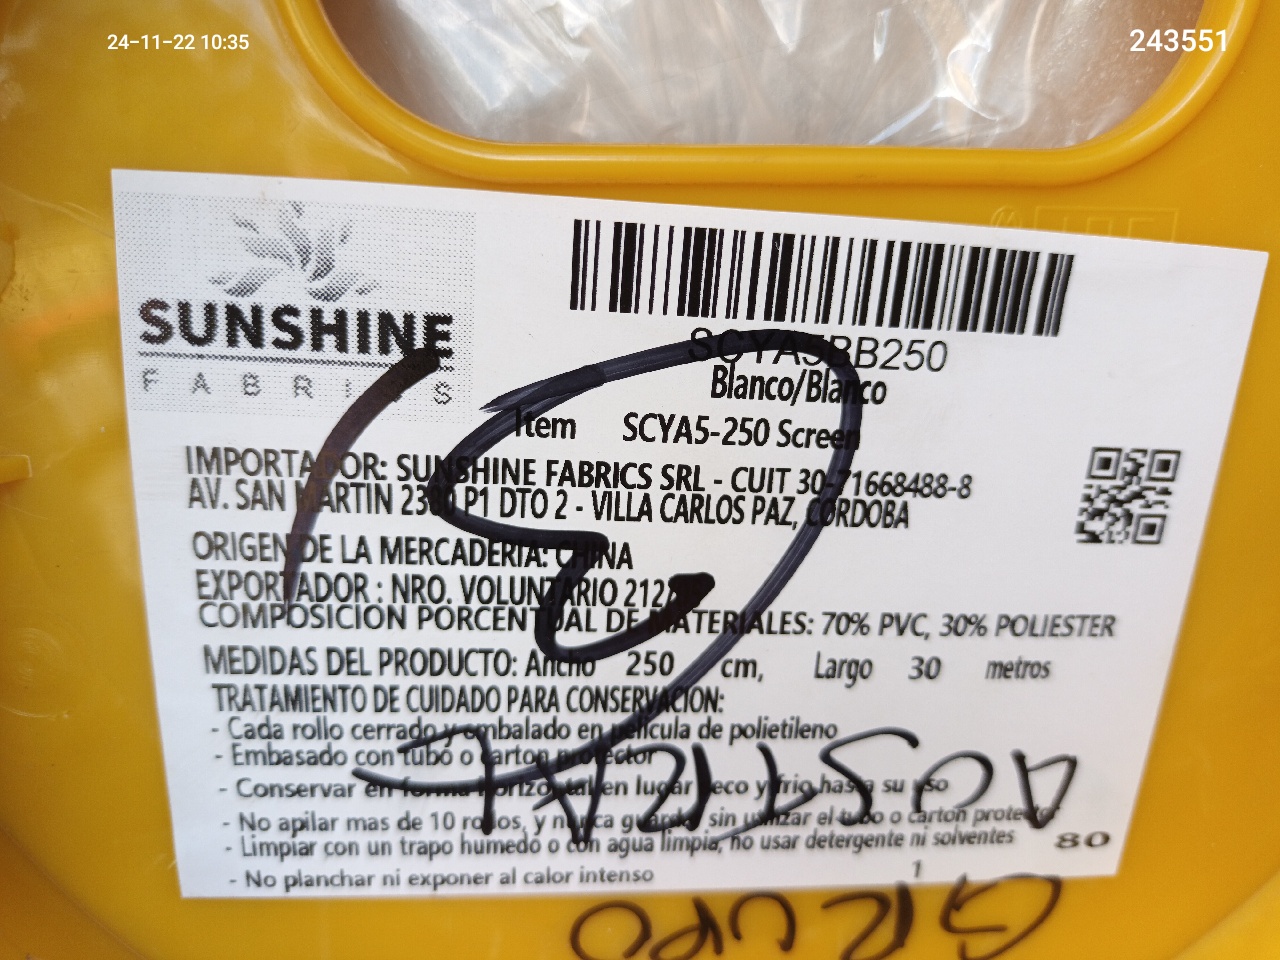 24-11-22 10:35
243551
SUNSHINE
FABRICS
SCYA5BB250
Blanco/Blanco
Item SCYA5-250 Screen
IMPORTADOR: SUNSHINE FABRICS SRL - CUIT 30-71668488-8
AV. SAN MARTIN P1 DTO 2 - VILLA CARLOS PAZ, CORDOBA
ORIGEN DE LA MERCADERIA: CHINA
EXPORTADOR : NRO. VOLUNTARIO
COMPOSICION PORCENTUAL DE MATERIALES: 70% PVC, 30% POLIESTER
MEDIDAS DEL PRODUCTO: Ancho 250 cm, Largo 30 metros
TRATAMIENTO DE CUIDADO PARA CONSERVACION:
- Cada rollo cerrado y embalado en pelicula de polietileno
- Embasado con tubo o carton protector
- Conservar en forma horizontal en lugar seco y frio hasta su uso
- No apilar mas de 10 rollos, y nunca guardar sin utilizar el tubo o carton protector
- Limpiar con un trapo humedo o con agua limpia, no usar detergente ni solventes
- No planchar ni exponer al calor intenso
80
1
GRUPO
AUSTRAL